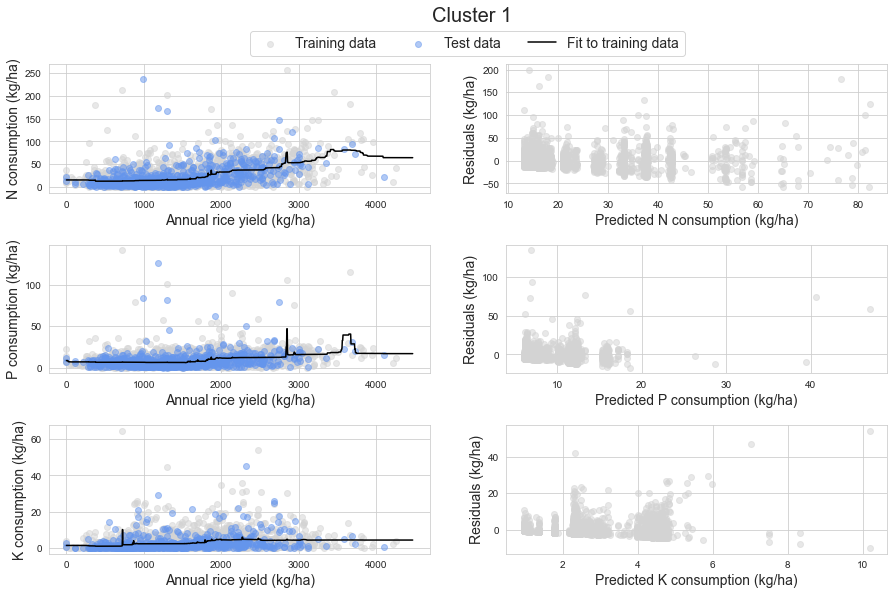 Cluster 1
Training data Test data Fit to training data
N consumption (kg/ha)
250
200
150
100
50
0
0 1000 2000 3000 4000
Annual rice yield (kg/ha)
Residuals (kg/ha)
200
150
100
50
0
−50
10 20 30 40 50 60 70 80
Predicted N consumption (kg/ha)
P consumption (kg/ha)
100
50
0
0 1000 2000 3000 4000
Annual rice yield (kg/ha)
Residuals (kg/ha)
100
50
0
10 20 30 40
Predicted P consumption (kg/ha)
K consumption (kg/ha)
60
40
20
0
0 1000 2000 3000 4000
Annual rice yield (kg/ha)
Residuals (kg/ha)
40
20
0
2 4 6 8 10
Predicted K consumption (kg/ha)